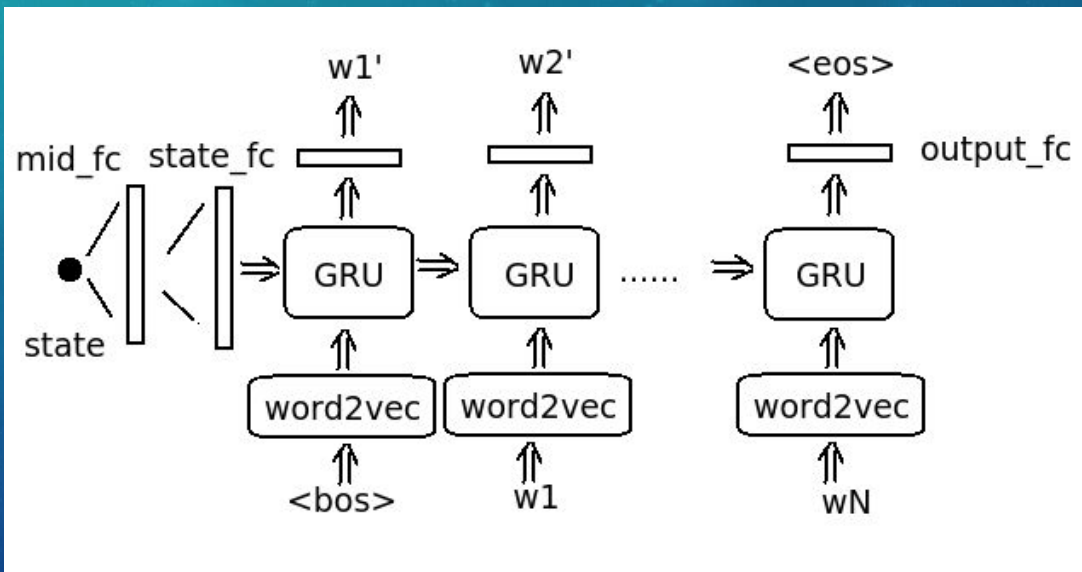 w1' w2' <eos>
mid_fc state_fc output_fc
GRU GRU ...... GRU
state
word2vec word2vec word2vec
<bos> w1 wN